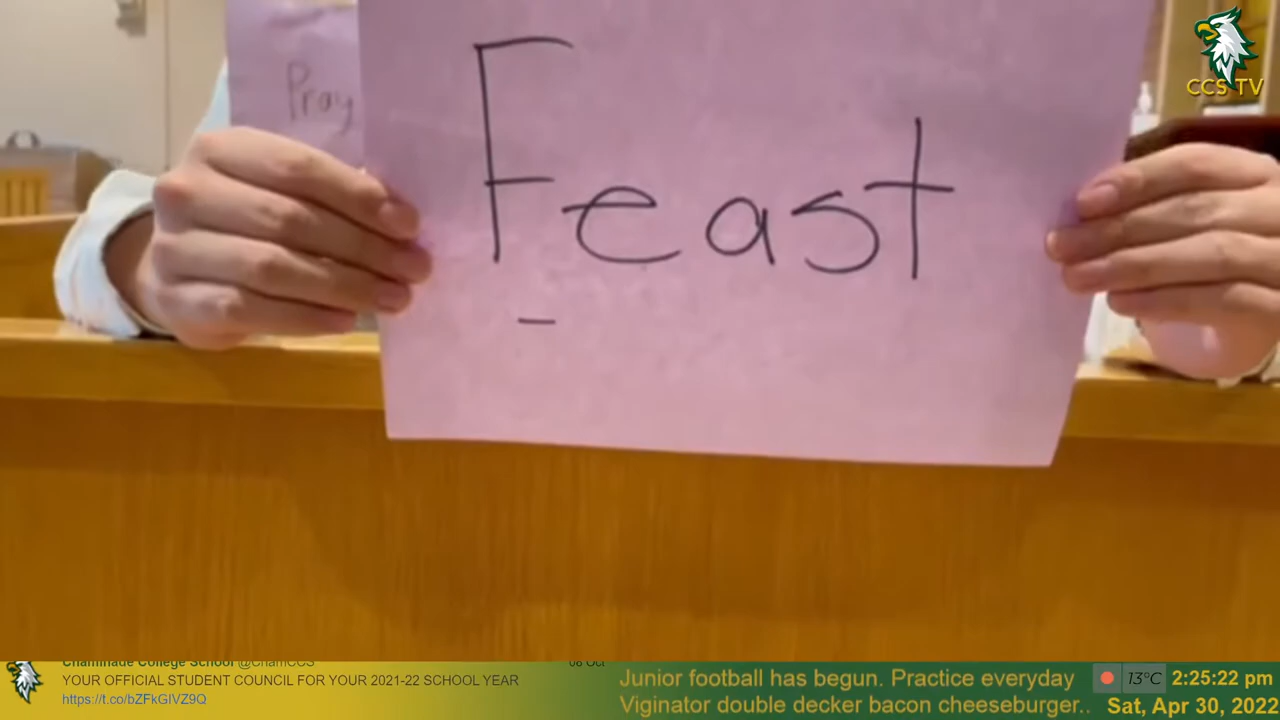 Pray
Feast
CCS TV
Chaminade College School @ChamCCS 08 Oct
YOUR OFFICIAL STUDENT COUNCIL FOR YOUR 2021-22 SCHOOL YEAR
https://t.co/bZFkGIVZ9Q
Junior football has begun. Practice everyday
Viginator double decker bacon cheeseburger..
13°C
2:25:22 pm
Sat, Apr 30, 2022